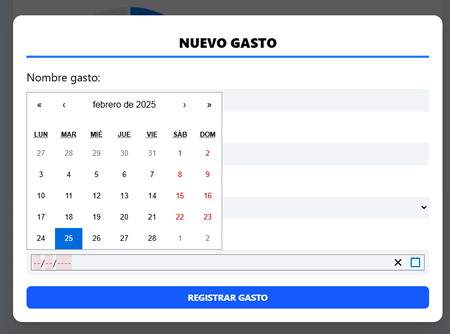 NUEVO GASTO
Nombre gasto:
« ‹ febrero de 2025 › »
LUN MAR MIÉ JUE VIE SÁB DOM
27 28 29 30 31 1 2
3 4 5 6 7 8 9
10 11 12 13 14 15 16
17 18 19 20 21 22 23
24 25 26 27 28 1 2
--/--/----
REGISTRAR GASTO